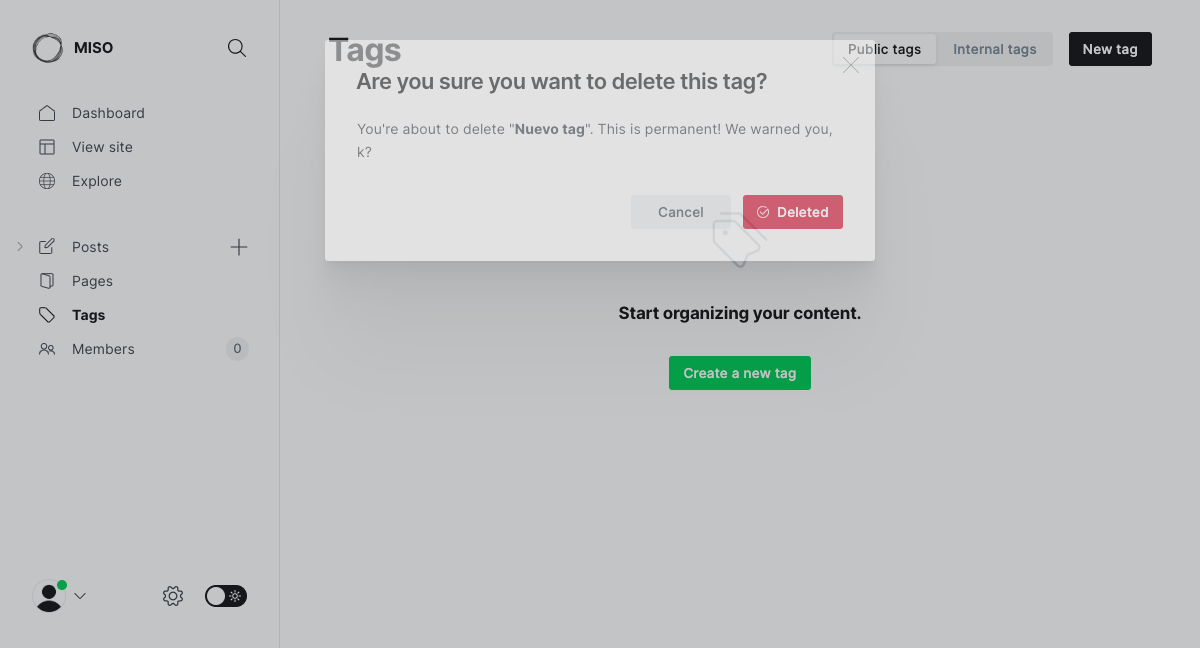 MISO
Dashboard
View site
Explore
Posts
Pages
Tags
Members
0
Tags
Public tags
Internal tags
New tag
Are you sure you want to delete this tag?
You're about to delete "Nuevo tag". This is permanent! We warned you,
k?
Cancel
Deleted
Start organizing your content.
Create a new tag